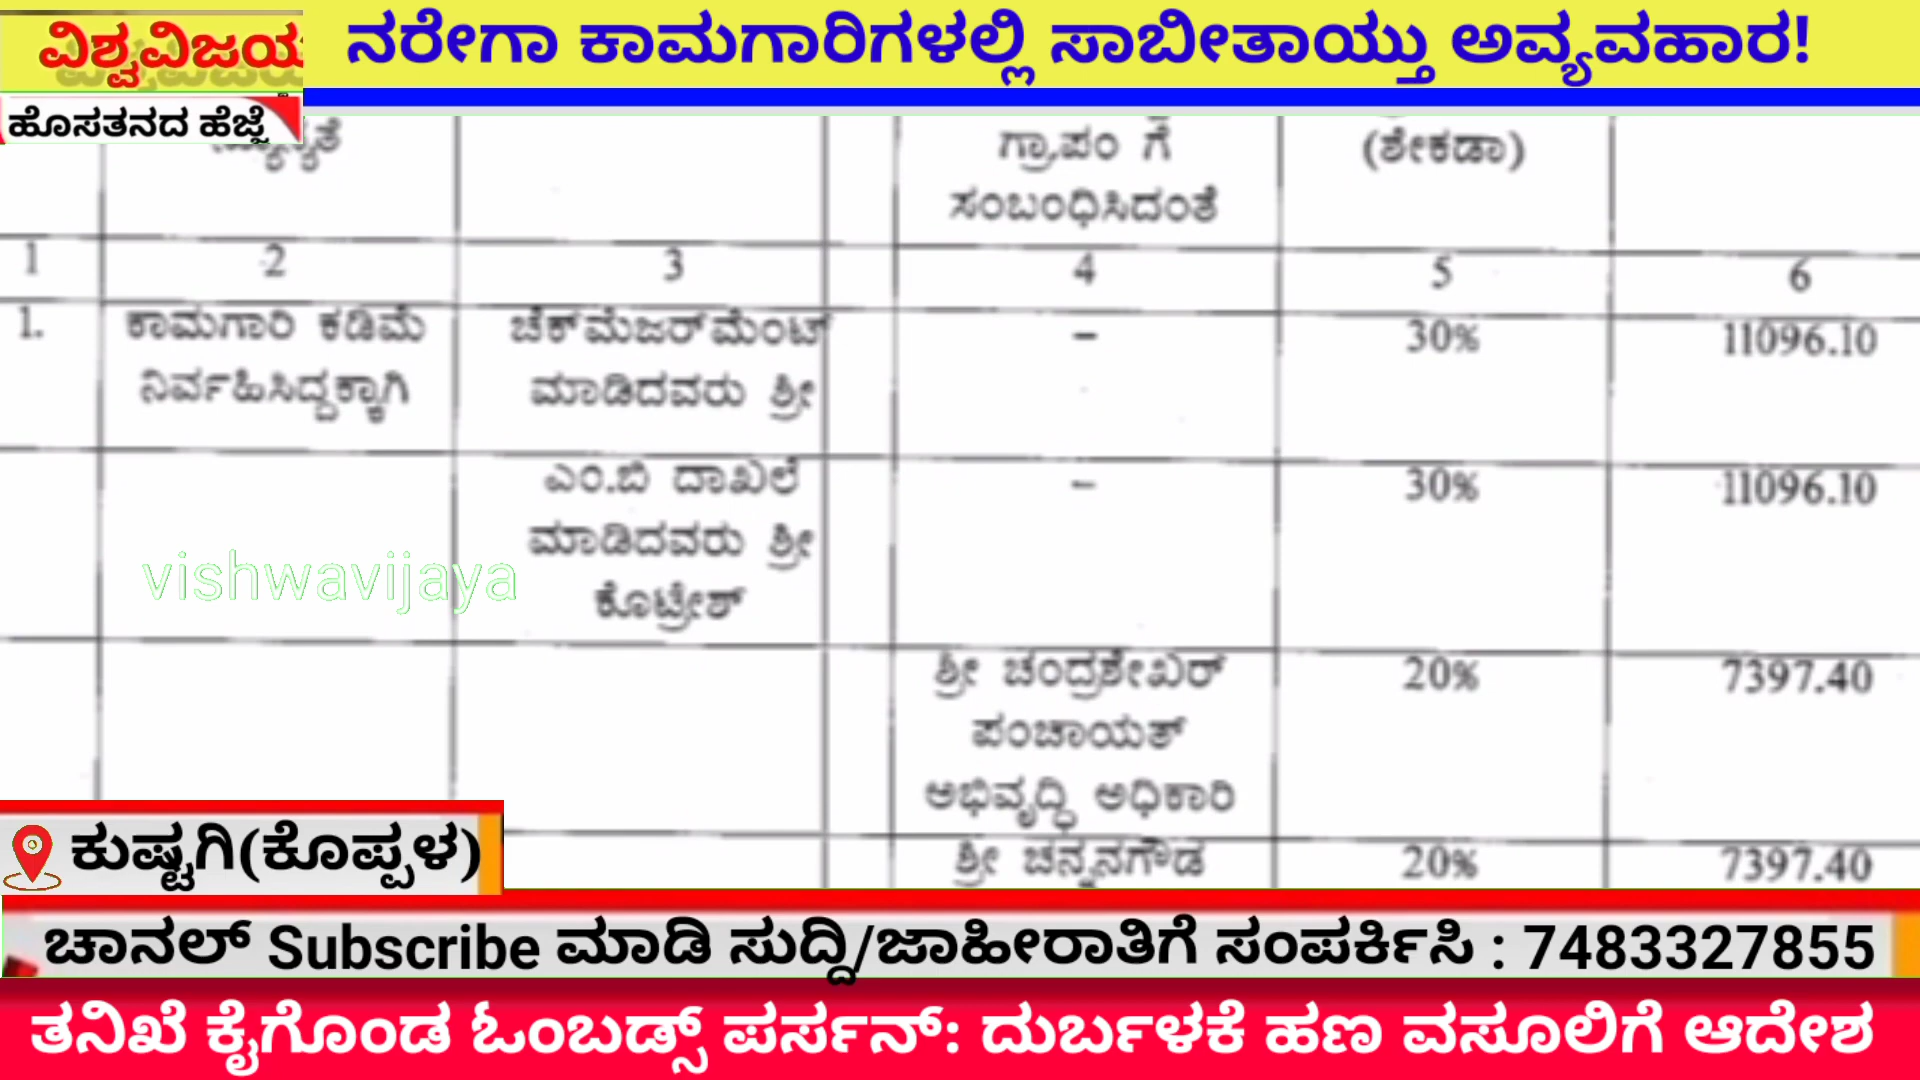 ವಿಶ್ವವಿಜಯ
ನರೇಗಾ ಕಾಮಗಾರಿಗಳಲ್ಲಿ ಸಾಬೀತಾಯ್ತು ಅವ್ಯವಹಾರ!
ಹೊಸತನದ ಹೆಜ್ಜೆ
ಗ್ರಾ.ಪಂ ಗೆ (ಶೇಕಡಾ)
ಸಂಬಂಧಿಸಿದಂತೆ
1 2 3 4 5 6
1. ಕಾಮಗಾರಿ ಕಡಿಮೆ ಚೆಕ್‌ಮೆಜರ್‌ಮೆಂಟ್ – 30% 11096.10
ನಿರ್ವಹಿಸಿದ್ದಕ್ಕಾಗಿ ಮಾಡಿದವರು ಶ್ರೀ
ಎಂ.ಬಿ ದಾಖಲೆ – 30% 11096.10
ಮಾಡಿದವರು ಶ್ರೀ
vishwavijaya
ಕೊಟ್ರೇಶ್
ಶ್ರೀ ಚಂದ್ರಶೇಖರ್ 20% 7397.40
ಪಂಚಾಯತ್
ಅಭಿವೃದ್ಧಿ ಅಧಿಕಾರಿ
ಶ್ರೀ ಚನ್ನನಗೌಡ 20% 7397.40
ಕುಷ್ಟಗಿ(ಕೊಪ್ಪಳ)
ಚಾನಲ್ Subscribe ಮಾಡಿ ಸುದ್ದಿ/ಜಾಹೀರಾತಿಗೆ ಸಂಪರ್ಕಿಸಿ : 7483327855
ತನಿಖೆ ಕೈಗೊಂಡ ಓಂಬಡ್ಸ್ ಪರ್ಸನ್: ದುರ್ಬಳಕೆ ಹಣ ವಸೂಲಿಗೆ ಆದೇಶ